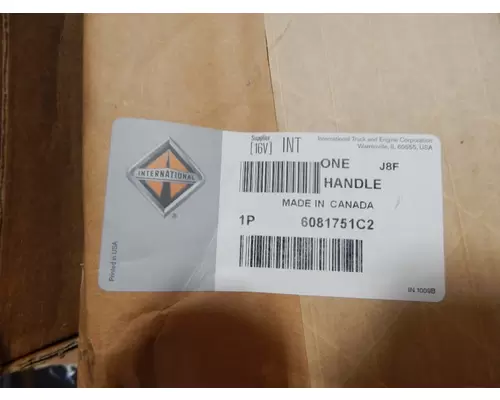 Supplier
[16V] INT
International Truck and Engine Corporation
Warrenville, IL 60555, USA
INTERNATIONAL
®
ONE J8F
HANDLE
MADE IN CANADA
1P 6081751C2
Printed in USA
IN 1009B